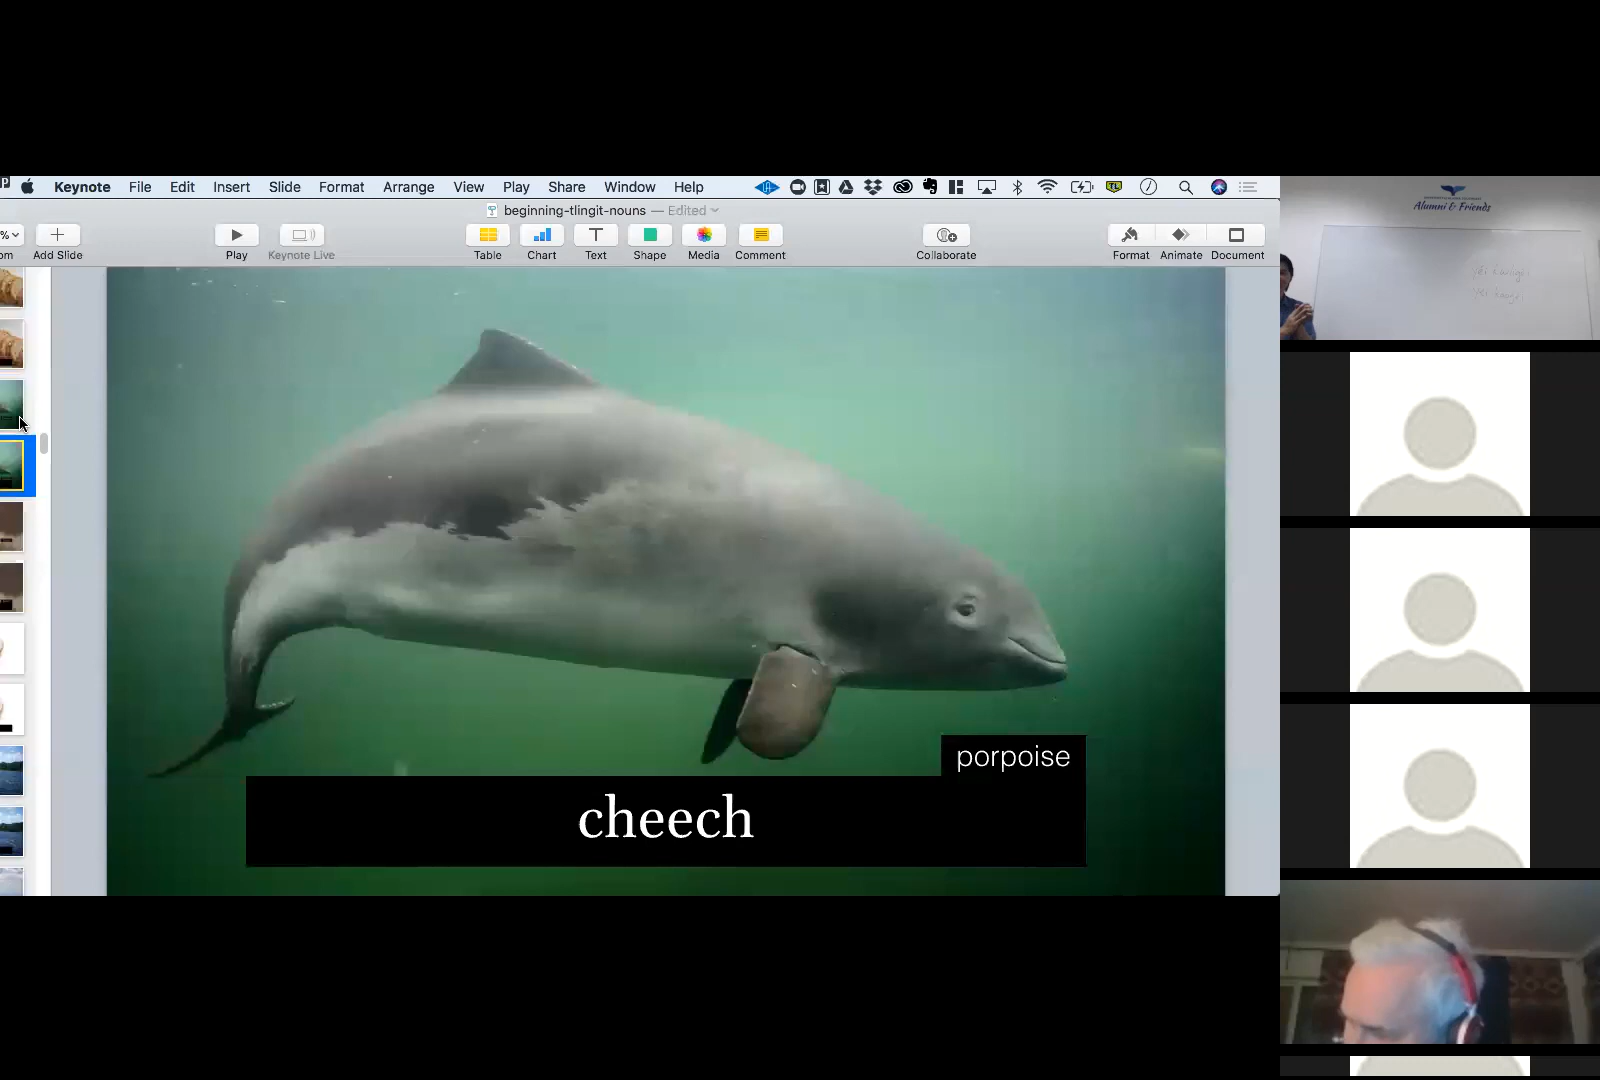 Keynote File Edit Insert Slide Format Arrange View Play Share Window Help
beginning-tlingit-nouns — Edited
%
om Add Slide Play Keynote Live Table Chart Text Shape Media Comment Collaborate Format Animate Document
porpoise
cheech
Alumni & Friends